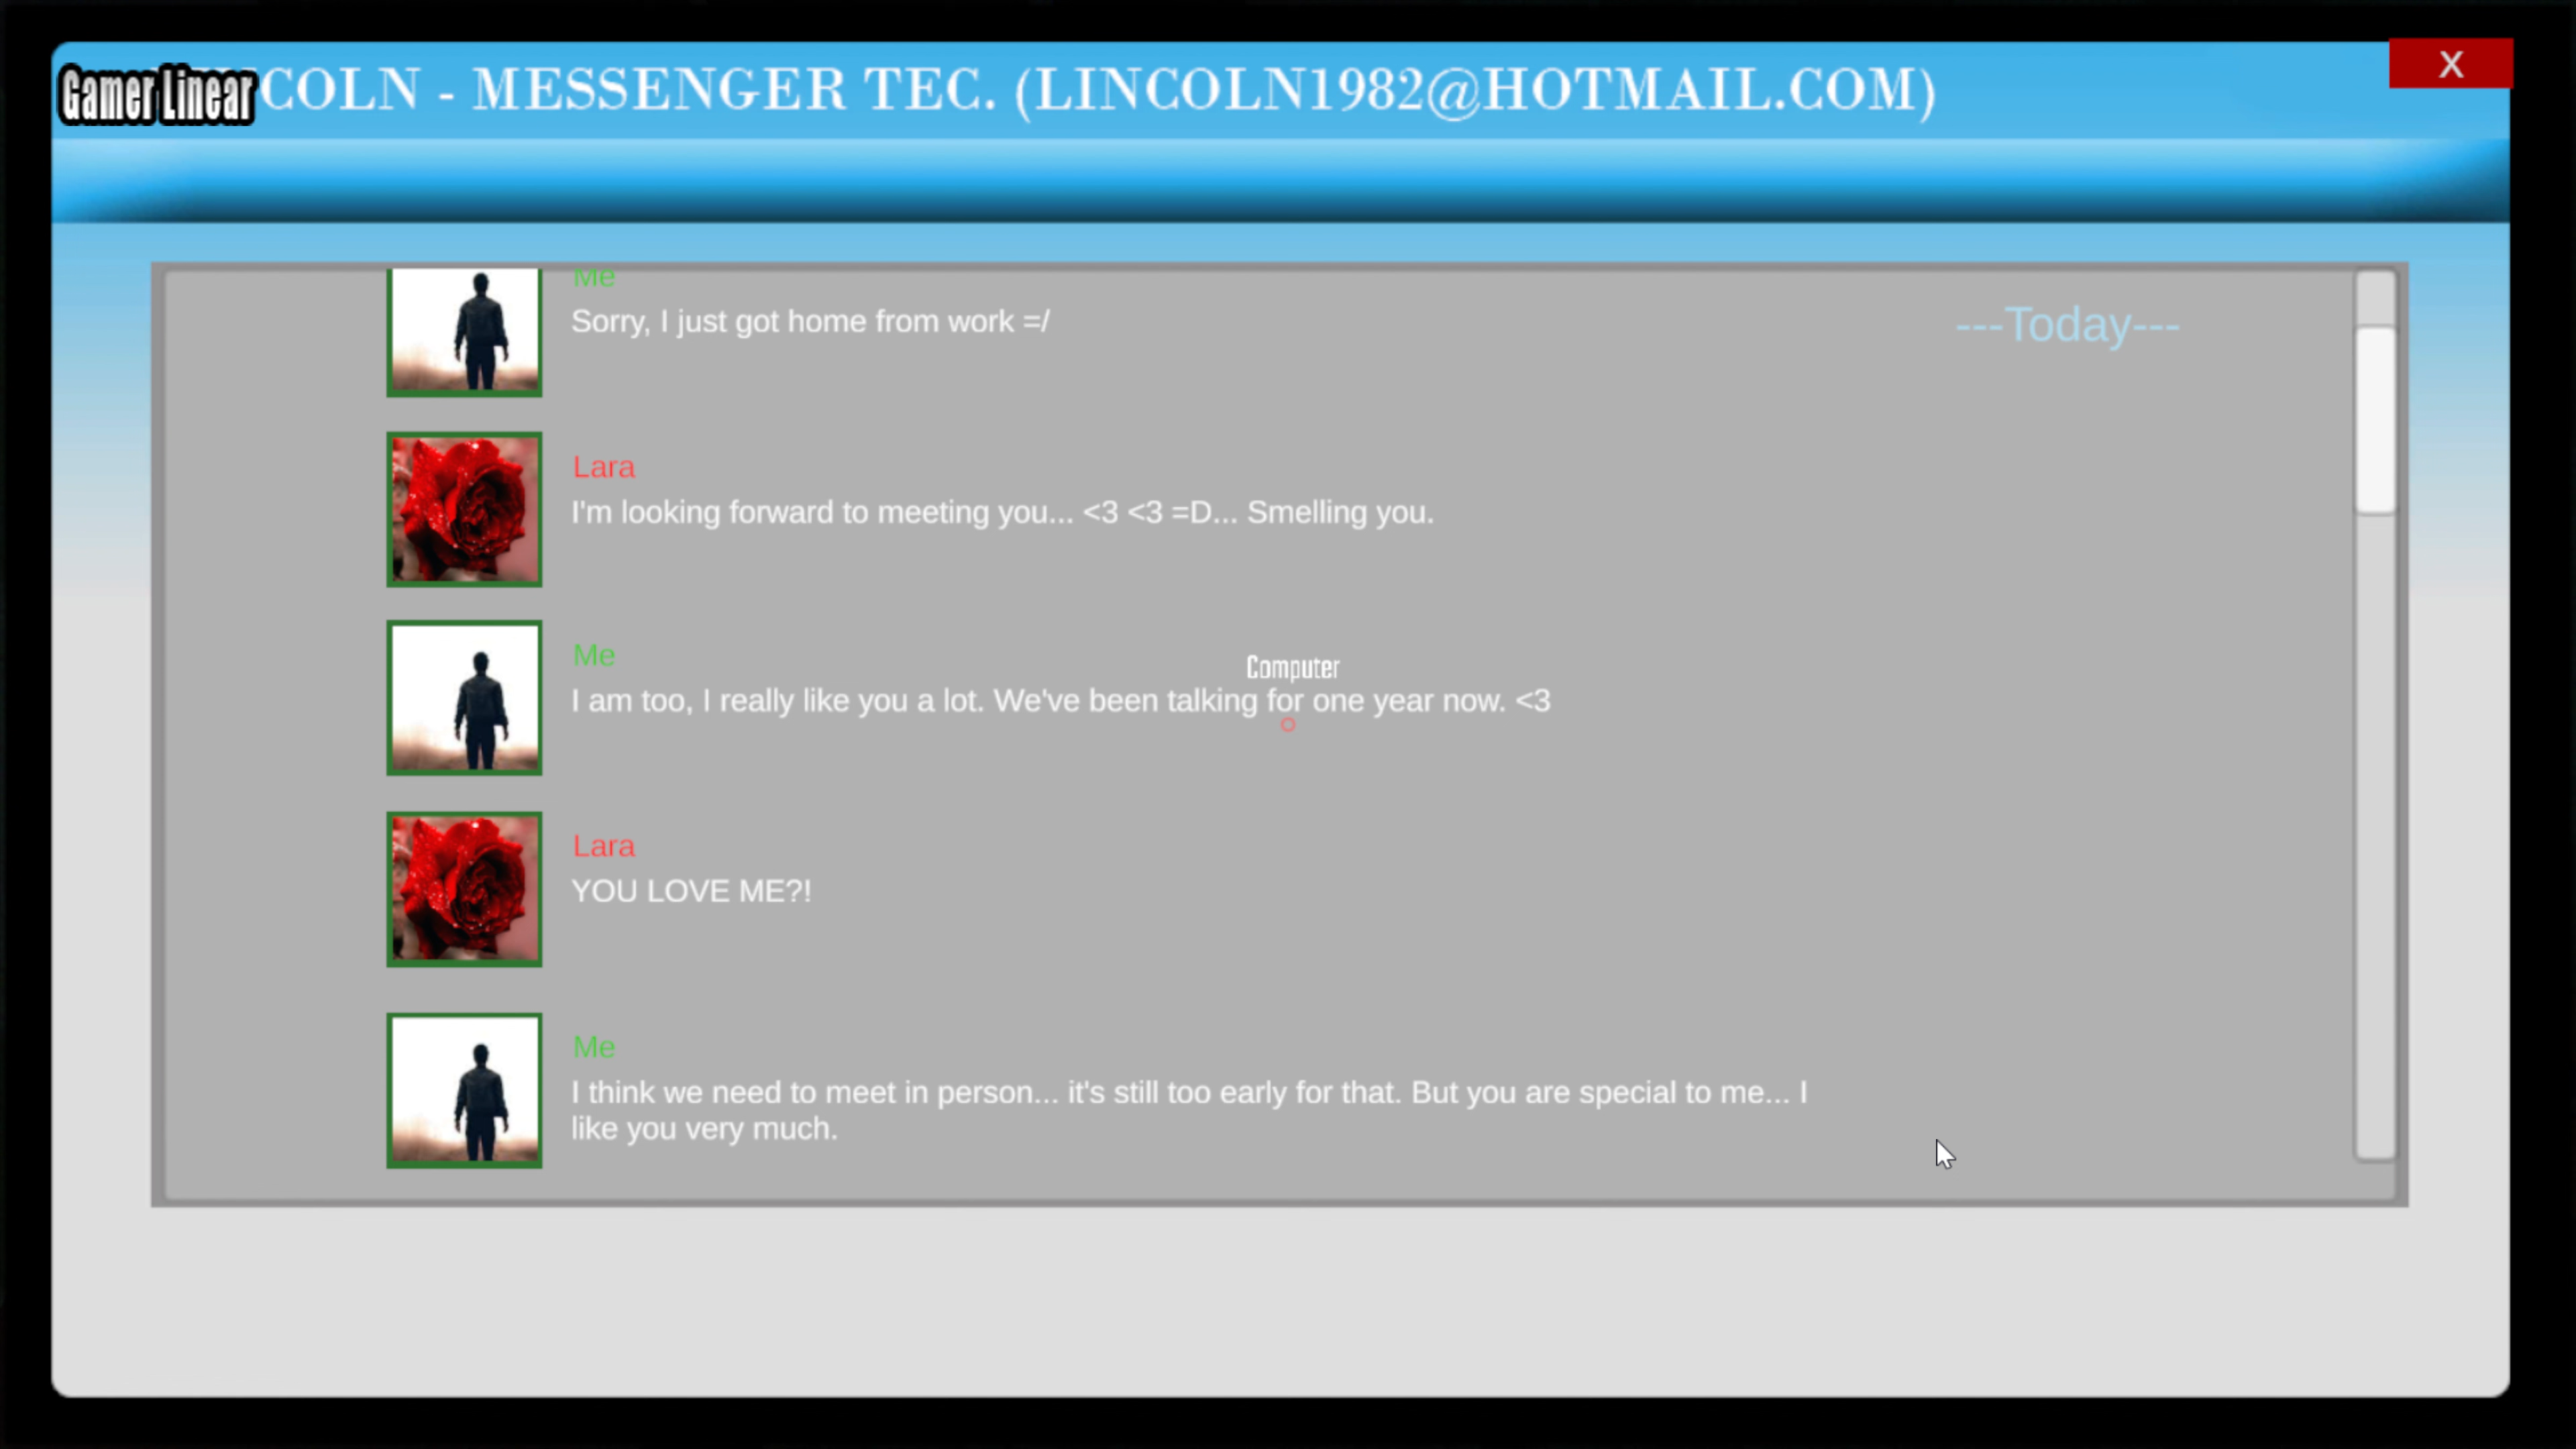 Gamer Linear
COLN - MESSENGER TEC. (LINCOLN1982@HOTMAIL.COM)
X
Me
Sorry, I just got home from work =/
---Today---
Lara
I'm looking forward to meeting you... <3 <3 =D... Smelling you.
Me
Computer
I am too, I really like you a lot. We've been talking for one year now. <3
Lara
YOU LOVE ME?!
Me
I think we need to meet in person... it's still too early for that. But you are special to me... I
like you very much.